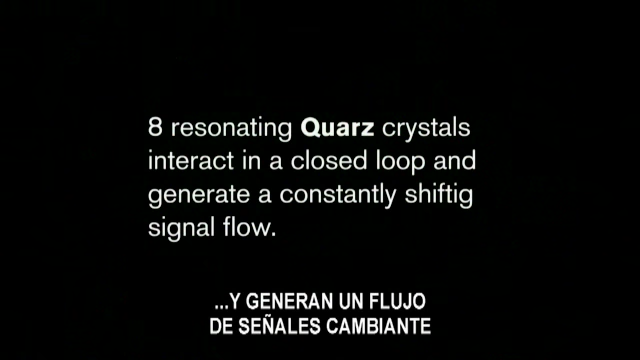 8 resonating Quarz crystals
interact in a closed loop and
generate a constantly shiftig
signal flow.
...Y GENERAN UN FLUJO
DE SEÑALES CAMBIANTE